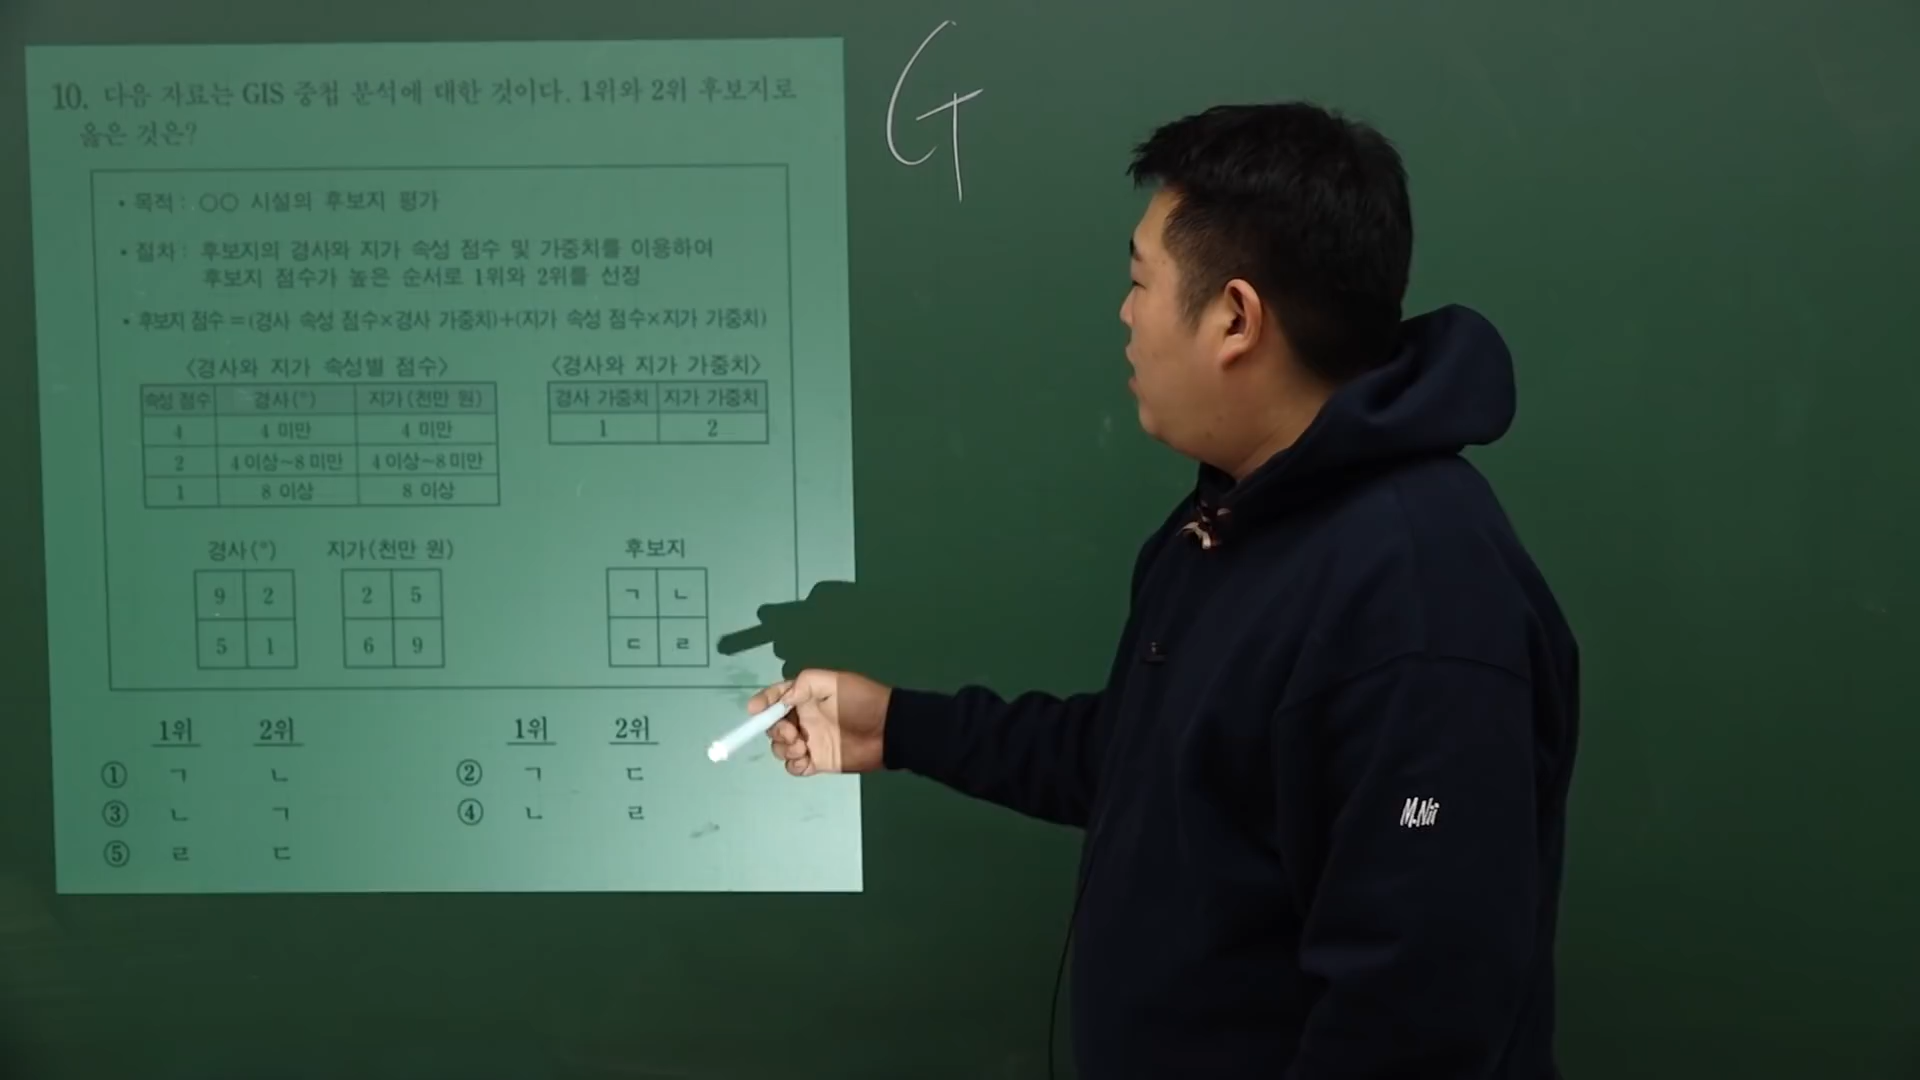 10. 다음 자료는 GIS 중첩 분석에 대한 것이다. 1위와 2위 후보지로
옳은 것은?
• 목적 : ○○ 시설의 후보지 평가
• 절차 : 후보지의 경사와 지가 속성 점수 및 가중치를 이용하여
후보지 점수가 높은 순서로 1위와 2위를 선정
• 후보지 점수 =(경사 속성 점수×경사 가중치)+(지가 속성 점수×지가 가중치)
<경사와 지가 속성별 점수>
속성 점수 경사(°) 지가(천만 원)
4 4 미만 4 미만
2 4 이상~8 미만 4 이상~8 미만
1 8 이상 8 이상
<경사와 지가 가중치>
경사 가중치 지가 가중치
1 2
경사(°) 지가(천만 원) 후보지
9 2 2 5 ㄱ ㄴ
5 1 6 9 ㄷ ㄹ
1위 2위 1위 2위
① ㄱ ㄴ ② ㄱ ㄷ
③ ㄴ ㄱ ④ ㄴ ㄹ
⑤ ㄹ ㄷ
G
M.Nii